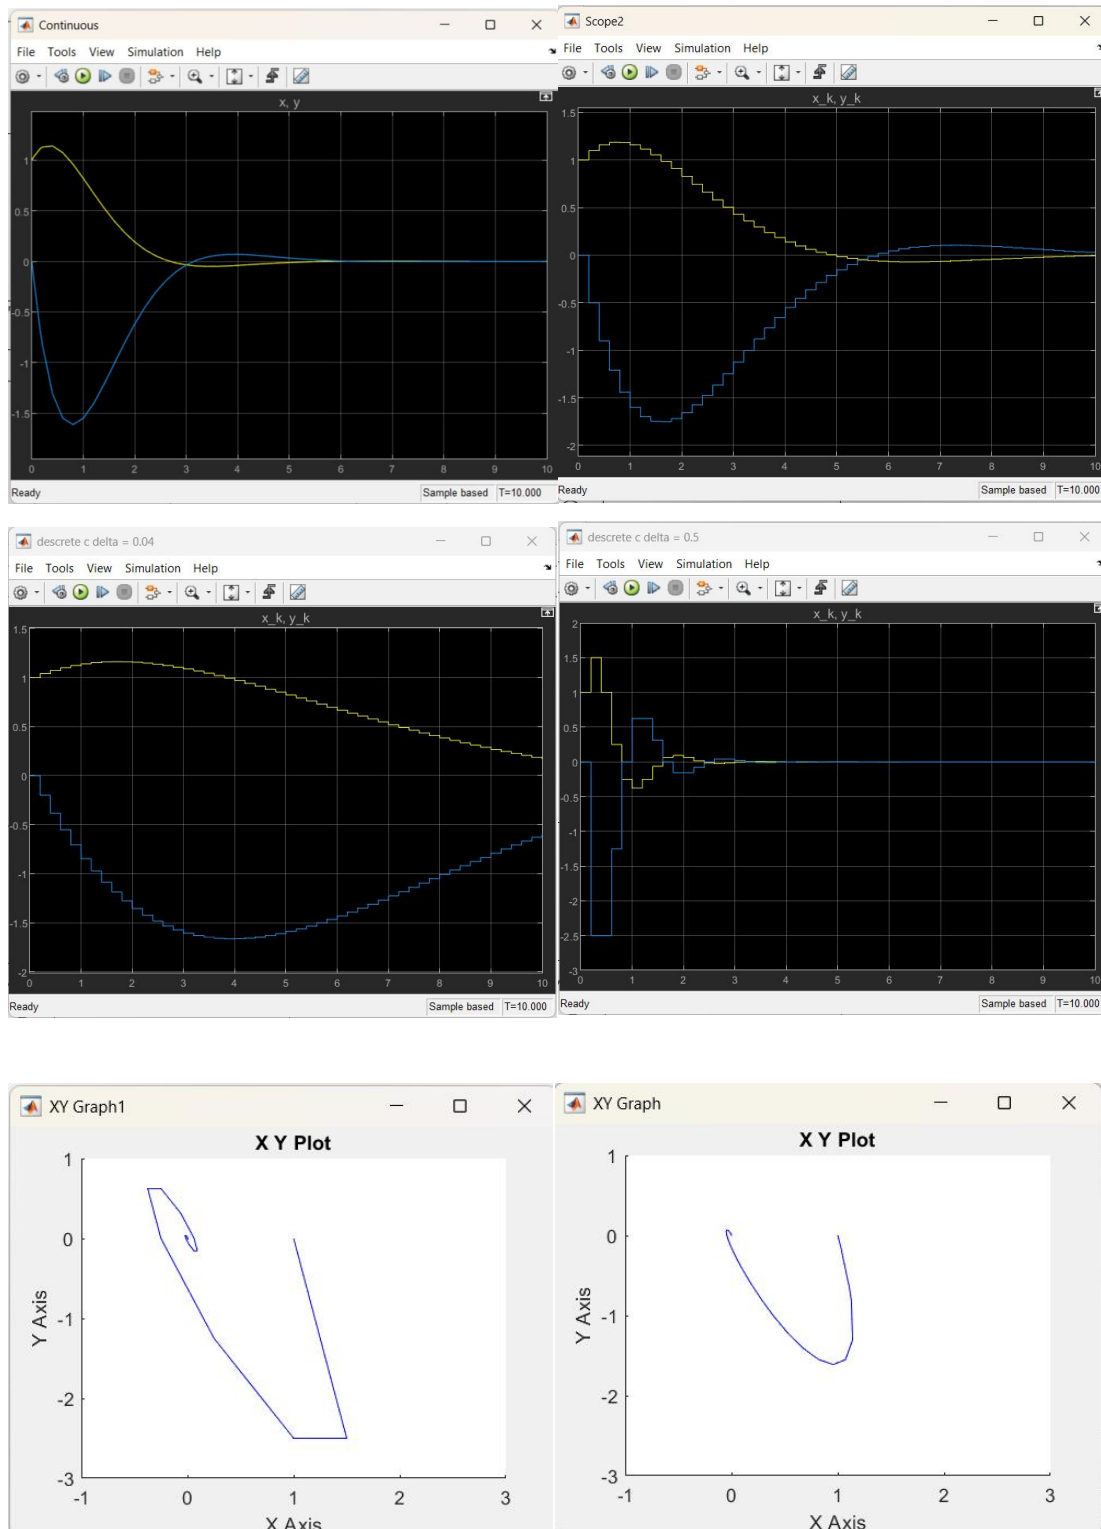 Continuous
File Tools View Simulation Help
x, y
1
0.5
0
-0.5
-1
-1.5
0 1 2 3 4 5 6 7 8 9 10
Ready Sample based T=10.000
Scope2
File Tools View Simulation Help
x_k, y_k
1.5
1
0.5
0
-0.5
-1
-1.5
-2
0 1 2 3 4 5 6 7 8 9 10
Ready Sample based T=10.000
descrete c delta = 0.04
File Tools View Simulation Help
x_k, y_k
1.5
1
0.5
0
-0.5
-1
-1.5
-2
0 1 2 3 4 5 6 7 8 9 10
Ready Sample based T=10.000
descrete c delta = 0.5
File Tools View Simulation Help
x_k, y_k
2
1.5
1
0.5
0
-0.5
-1
-1.5
-2
-2.5
-3
0 1 2 3 4 5 6 7 8 9 10
Ready Sample based T=10.000
XY Graph1
X Y Plot
1
0
-1
-2
-3
Y Axis
-1 0 1 2 3
X Axis
XY Graph
X Y Plot
1
0
-1
-2
-3
Y Axis
-1 0 1 2 3
X Axis